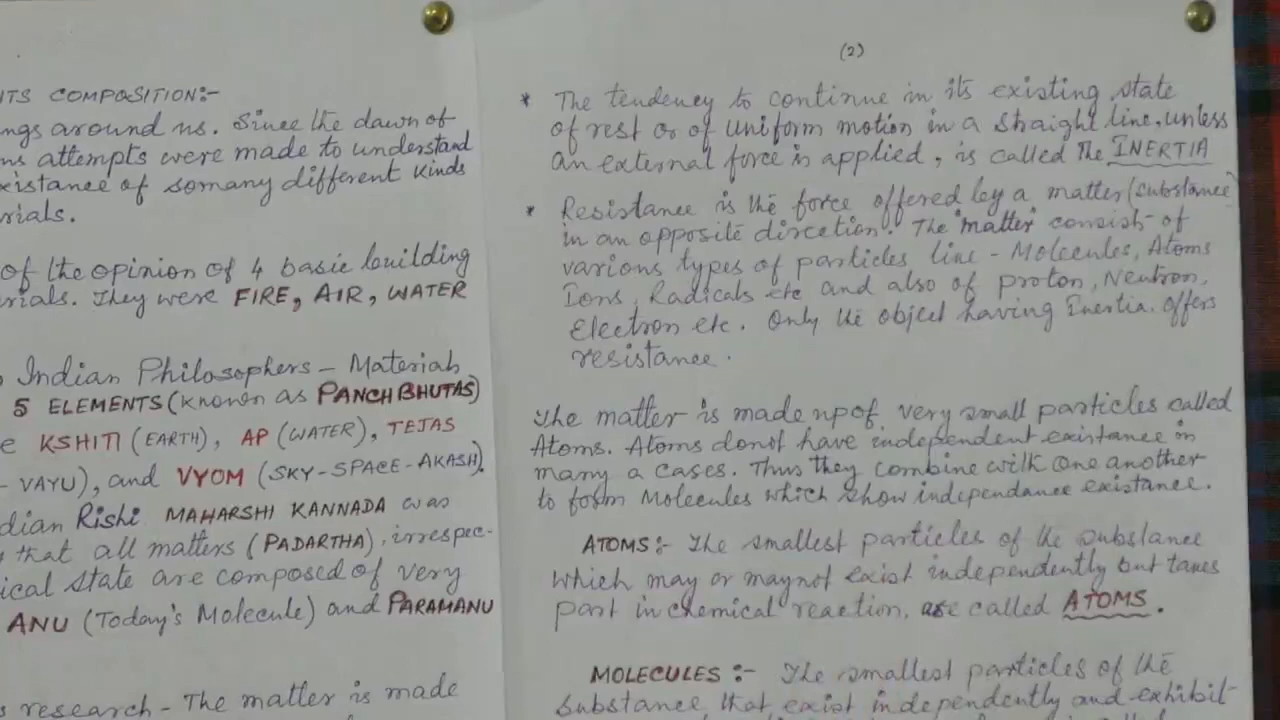 NTS COMPOSITION:-
ngs around us. Since the dawn of
ns attempts were made to understand
xistance of somany different kinds
rials.
of the opinion of 4 basic building
rials. They were FIRE, AIR, WATER
Indian Philosophers - Materials
5 ELEMENTS (known as PANCHBHUTAS)
e KSHITI (EARTH), AP (WATER), TEJAS
- VAYU), and VYOM (SKY-SPACE-AKASH).
dian Rishi MAHARSHI KANNADA was
that all matters (PADARTHA), irrespec-
ical state are composed of very
ANU (Today's Molecule) and PARAMANU
s research - The matter is made
(2)
* The tendency to continue in its existing state
of rest or of uniform motion in a straight line, unless
an external force is applied, is called the INERTIA
* Resistance is the force offered by a matter (substance)
in an opposite direction. The "matter" consist of
various types of particles line - Molecules, Atoms
Ions, Radicals etc and also of proton, Neutron,
Electron etc. Only the object having Inertia offers
resistance.
The matter is made up of very small particles called
Atoms. Atoms donot have independent existance in
many a cases. Thus they combine with one another
to form Molecules which show independance existance.
ATOMS:- The smallest particles of the substance
which may or maynot exist independently but takes
part in chemical reaction, are called ATOMS.
MOLECULES :- The smallest particles of the
substance that exist independently and exhibit-